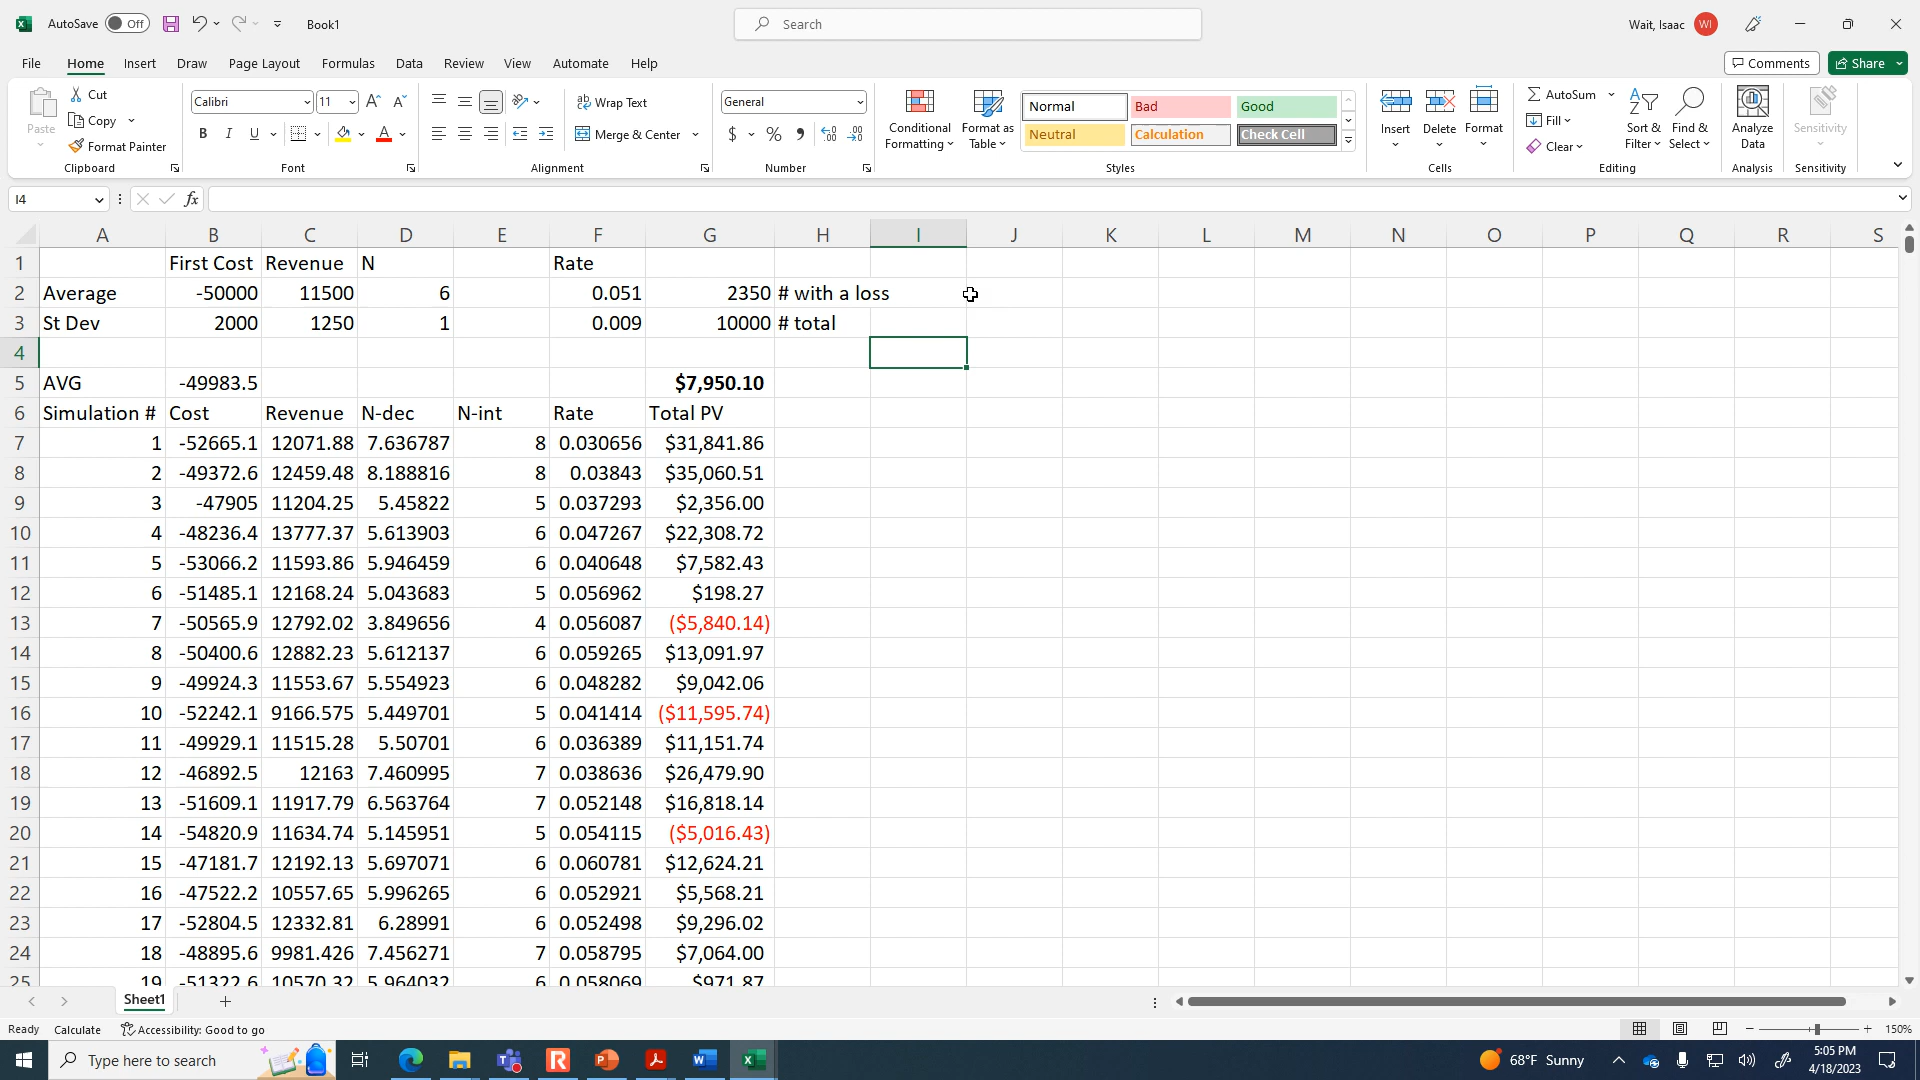 AutoSave Off Book1 Search Wait, Isaac WI
File Home Insert Draw Page Layout Formulas Data Review View Automate Help Comments Share
Paste Cut Copy Format Painter Clipboard
Calibri 11 A A B I U A Font
Wrap Text Merge & Center Alignment
General $ % , Number
Conditional Formatting Format as Table Normal Bad Good Neutral Calculation Check Cell Styles
Insert Delete Format Cells
AutoSum Fill Clear Sort & Filter Find & Select Editing
Analyze Data Analysis Sensitivity Sensitivity
I4 fx
A B C D E F G H I J K L M N O P Q R S
1 First Cost Revenue N Rate
2 Average -50000 11500 6 0.051 2350 # with a loss
3 St Dev 2000 1250 1 0.009 10000 # total
4
5 AVG -49983.5 $7,950.10
6 Simulation # Cost Revenue N-dec N-int Rate Total PV
7 1 -52665.1 12071.88 7.636787 8 0.030656 $31,841.86
8 2 -49372.6 12459.48 8.188816 8 0.03843 $35,060.51
9 3 -47905 11204.25 5.45822 5 0.037293 $2,356.00
10 4 -48236.4 13777.37 5.613903 6 0.047267 $22,308.72
11 5 -53066.2 11593.86 5.946459 6 0.040648 $7,582.43
12 6 -51485.1 12168.24 5.043683 5 0.056962 $198.27
13 7 -50565.9 12792.02 3.849656 4 0.056087 ($5,840.14)
14 8 -50400.6 12882.23 5.612137 6 0.059265 $13,091.97
15 9 -49924.3 11553.67 5.554923 6 0.048282 $9,042.06
16 10 -52242.1 9166.575 5.449701 5 0.041414 ($11,595.74)
17 11 -49929.1 11515.28 5.50701 6 0.036389 $11,151.74
18 12 -46892.5 12163 7.460995 7 0.038636 $26,479.90
19 13 -51609.1 11917.79 6.563764 7 0.052148 $16,818.14
20 14 -54820.9 11634.74 5.145951 5 0.054115 ($5,016.43)
21 15 -47181.7 12192.13 5.697071 6 0.060781 $12,624.21
22 16 -47522.2 10557.65 5.996265 6 0.052921 $5,568.21
23 17 -52804.5 12332.81 6.28991 6 0.052498 $9,296.02
24 18 -48895.6 9981.426 7.456271 7 0.058795 $7,064.00
25 19 -51322.6 10570.32 5.964032 6 0.058069 $971.87
Sheet1
Ready Calculate Accessibility: Good to go 150%
Type here to search 68°F Sunny 5:05 PM
4/18/2023